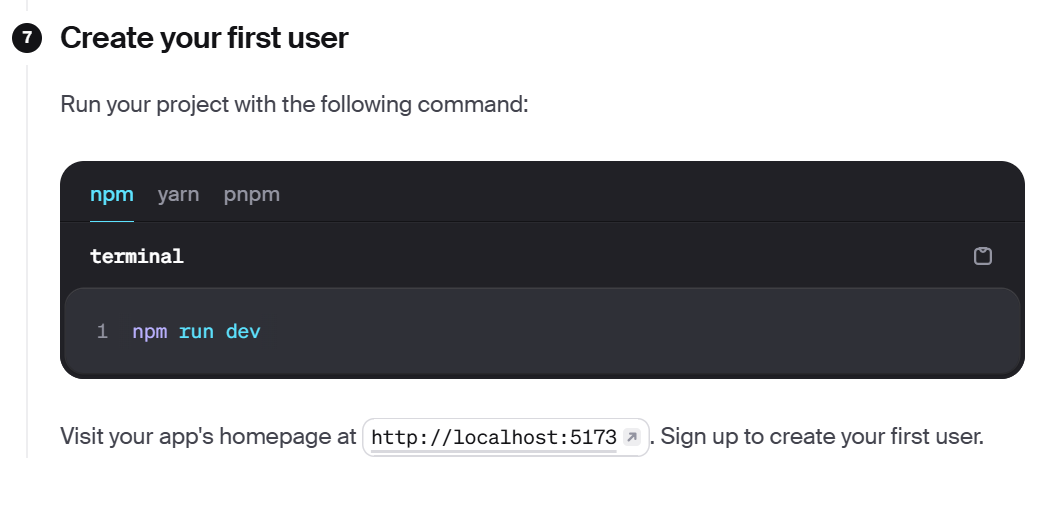 7 Create your first user
Run your project with the following command:
npm yarn pnpm
terminal
1 npm run dev
Visit your app's homepage at http://localhost:5173. Sign up to create your first user.